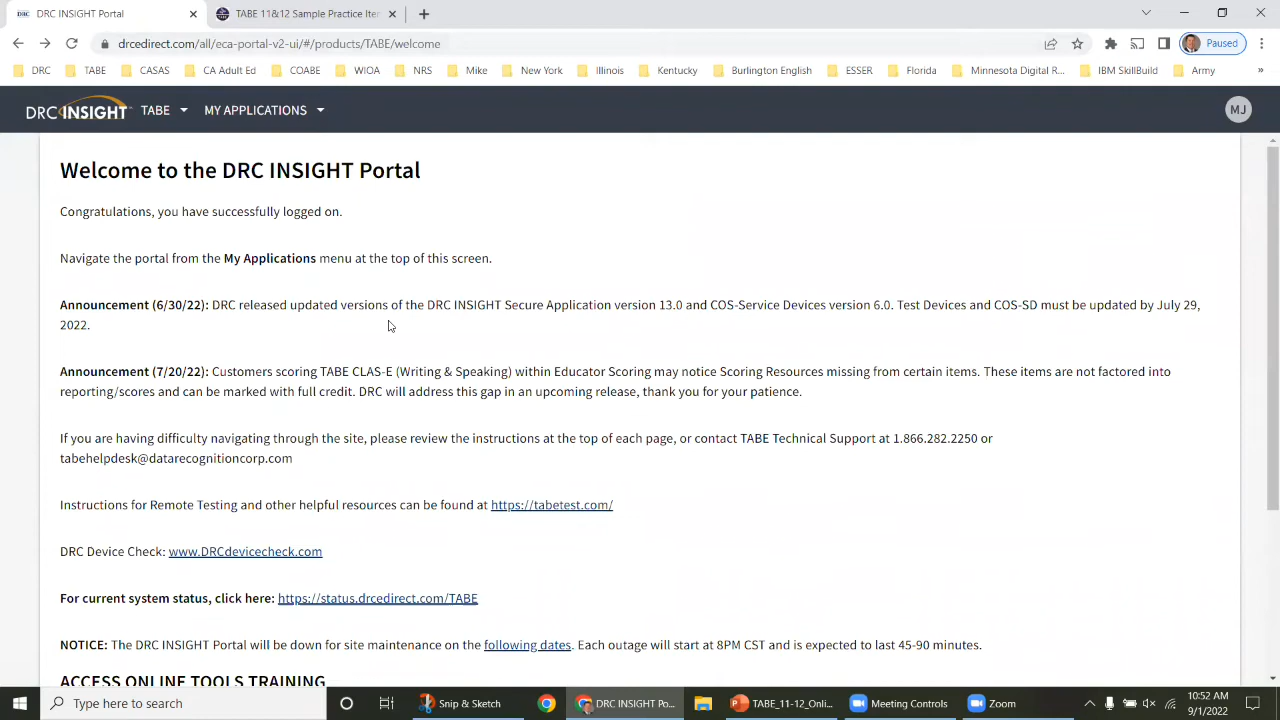 DRC INSIGHT Portal
TABE 11&12 Sample Practice Iter
drcedirect.com/all/eca-portal-v2-ui/#/products/TABE/welcome
Paused
DRC TABE CASAS CA Adult Ed COABE WIOA NRS Mike New York Illinois Kentucky Burlington English ESSER Florida Minnesota Digital R... IBM SkillBuild Army »
DRC INSIGHT TABE MY APPLICATIONS MJ
Welcome to the DRC INSIGHT Portal
Congratulations, you have successfully logged on.
Navigate the portal from the My Applications menu at the top of this screen.
Announcement (6/30/22): DRC released updated versions of the DRC INSIGHT Secure Application version 13.0 and COS-Service Devices version 6.0. Test Devices and COS-SD must be updated by July 29,
2022.
Announcement (7/20/22): Customers scoring TABE CLAS-E (Writing & Speaking) within Educator Scoring may notice Scoring Resources missing from certain items. These items are not factored into
reporting/scores and can be marked with full credit. DRC will address this gap in an upcoming release, thank you for your patience.
If you are having difficulty navigating through the site, please review the instructions at the top of each page, or contact TABE Technical Support at 1.866.282.2250 or
tabehelpdesk@datarecognitioncorp.com
Instructions for Remote Testing and other helpful resources can be found at https://tabetest.com/
DRC Device Check: www.DRCdevicecheck.com
For current system status, click here: https://status.drcedirect.com/TABE
NOTICE: The DRC INSIGHT Portal will be down for site maintenance on the following dates. Each outage will start at 8PM CST and is expected to last 45-90 minutes.
ACCESS ONLINE TOOLS TRAINING
Type here to search
Snip & Sketch
DRC INSIGHT Po...
TABE_11-12_Onli...
Meeting Controls
Zoom
10:52 AM
9/1/2022